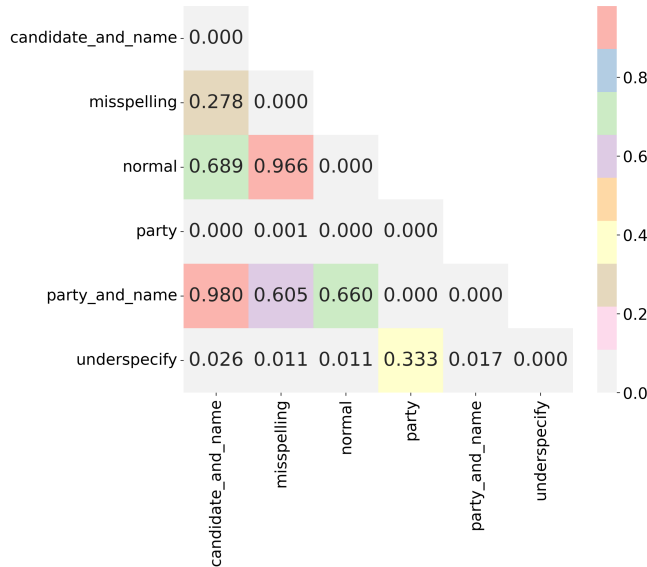 candidate_and_name 0.000
misspelling 0.278 0.000
normal 0.689 0.966 0.000
party 0.000 0.001 0.000 0.000
party_and_name 0.980 0.605 0.660 0.000 0.000
underspecify 0.026 0.011 0.011 0.333 0.017 0.000
candidate_and_name
misspelling
normal
party
party_and_name
underspecify
0.8
0.6
0.4
0.2
0.0